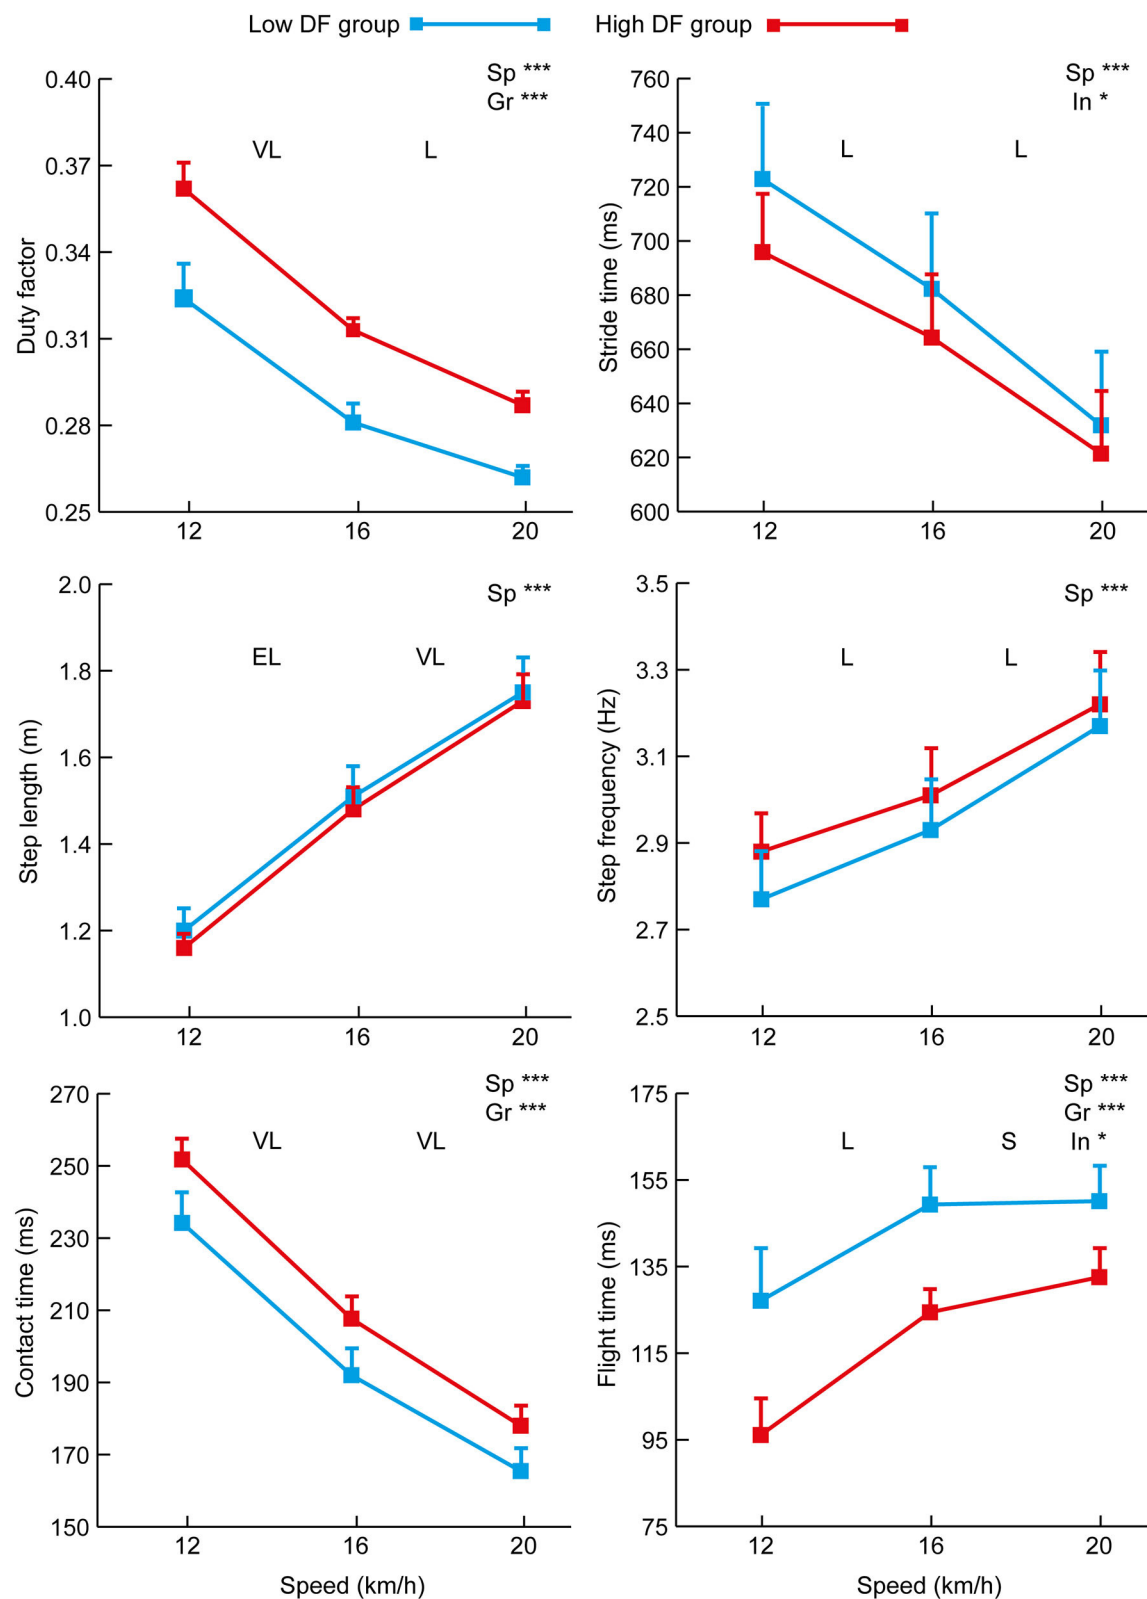 Low DF group
High DF group
Sp ***
Gr ***
VL L
Duty factor
0.40
0.37
0.34
0.31
0.28
0.25
12 16 20
Sp ***
In *
L L
Stride time (ms)
760
740
720
700
680
660
640
620
600
12 16 20
Sp ***
EL VL
Step length (m)
2.0
1.8
1.6
1.4
1.2
1.0
12 16 20
Sp ***
L L
Step frequency (Hz)
3.5
3.3
3.1
2.9
2.7
2.5
12 16 20
Sp ***
Gr ***
VL VL
Contact time (ms)
270
250
230
210
190
170
150
12 16 20
Speed (km/h)
Sp ***
Gr ***
L S In *
Flight time (ms)
175
155
135
115
95
75
12 16 20
Speed (km/h)